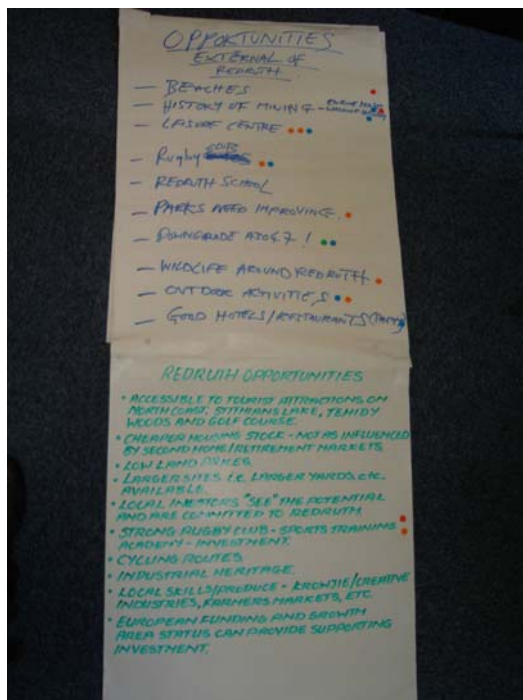 OPPORTUNITIES
EXTERNAL OF
REDRUTH
— BEACHES
— HISTORY OF MINING -
— LEISURE CENTRE
— Rugby
— REDRUTH SCHOOL
— PARKS NEED IMPROVING.
— DOWNGRADE A3047!
— WILDLIFE AROUND REDRUTH
— OUTDOOR ACTIVITIES
— GOOD HOTELS/RESTAURANTS
REDRUTH OPPORTUNITIES
• ACCESSIBLE TO TOURIST ATTRACTIONS ON
NORTH COAST, STITHIANS LAKE, TEHIDY
WOODS AND GOLF COURSE.
• CHEAPER HOUSING STOCK - NOT AS INFLUENCED
BY SECOND HOME/RETIREMENT MARKETS
• LOW LAND PRICES.
• LARGER SITES i.e. LARGER YARDS etc.
AVAILABLE.
• LOCAL INVESTORS "SEE" THE POTENTIAL
AND ARE COMMITTED TO REDRUTH
• STRONG RUGBY CLUB - SPORTS TRAINING
ACADEMY - INVESTMENT.
• CYCLING ROUTES
• INDUSTRIAL HERITAGE.
• LOCAL SKILLS/PRODUCE - KROWJIE/CREATIVE
INDUSTRIES, FARMERS MARKETS, ETC.
• EUROPEAN FUNDING AND GROWTH
AREA STATUS CAN PROVIDE SUPPORTING
INVESTMENT.